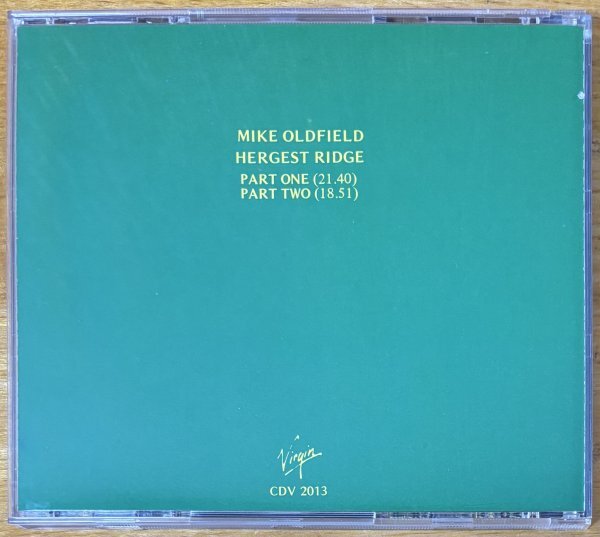 MIKE OLDFIELD
HERGEST RIDGE
PART ONE (21.40)
PART TWO (18.51)
Virgin
CDV 2013